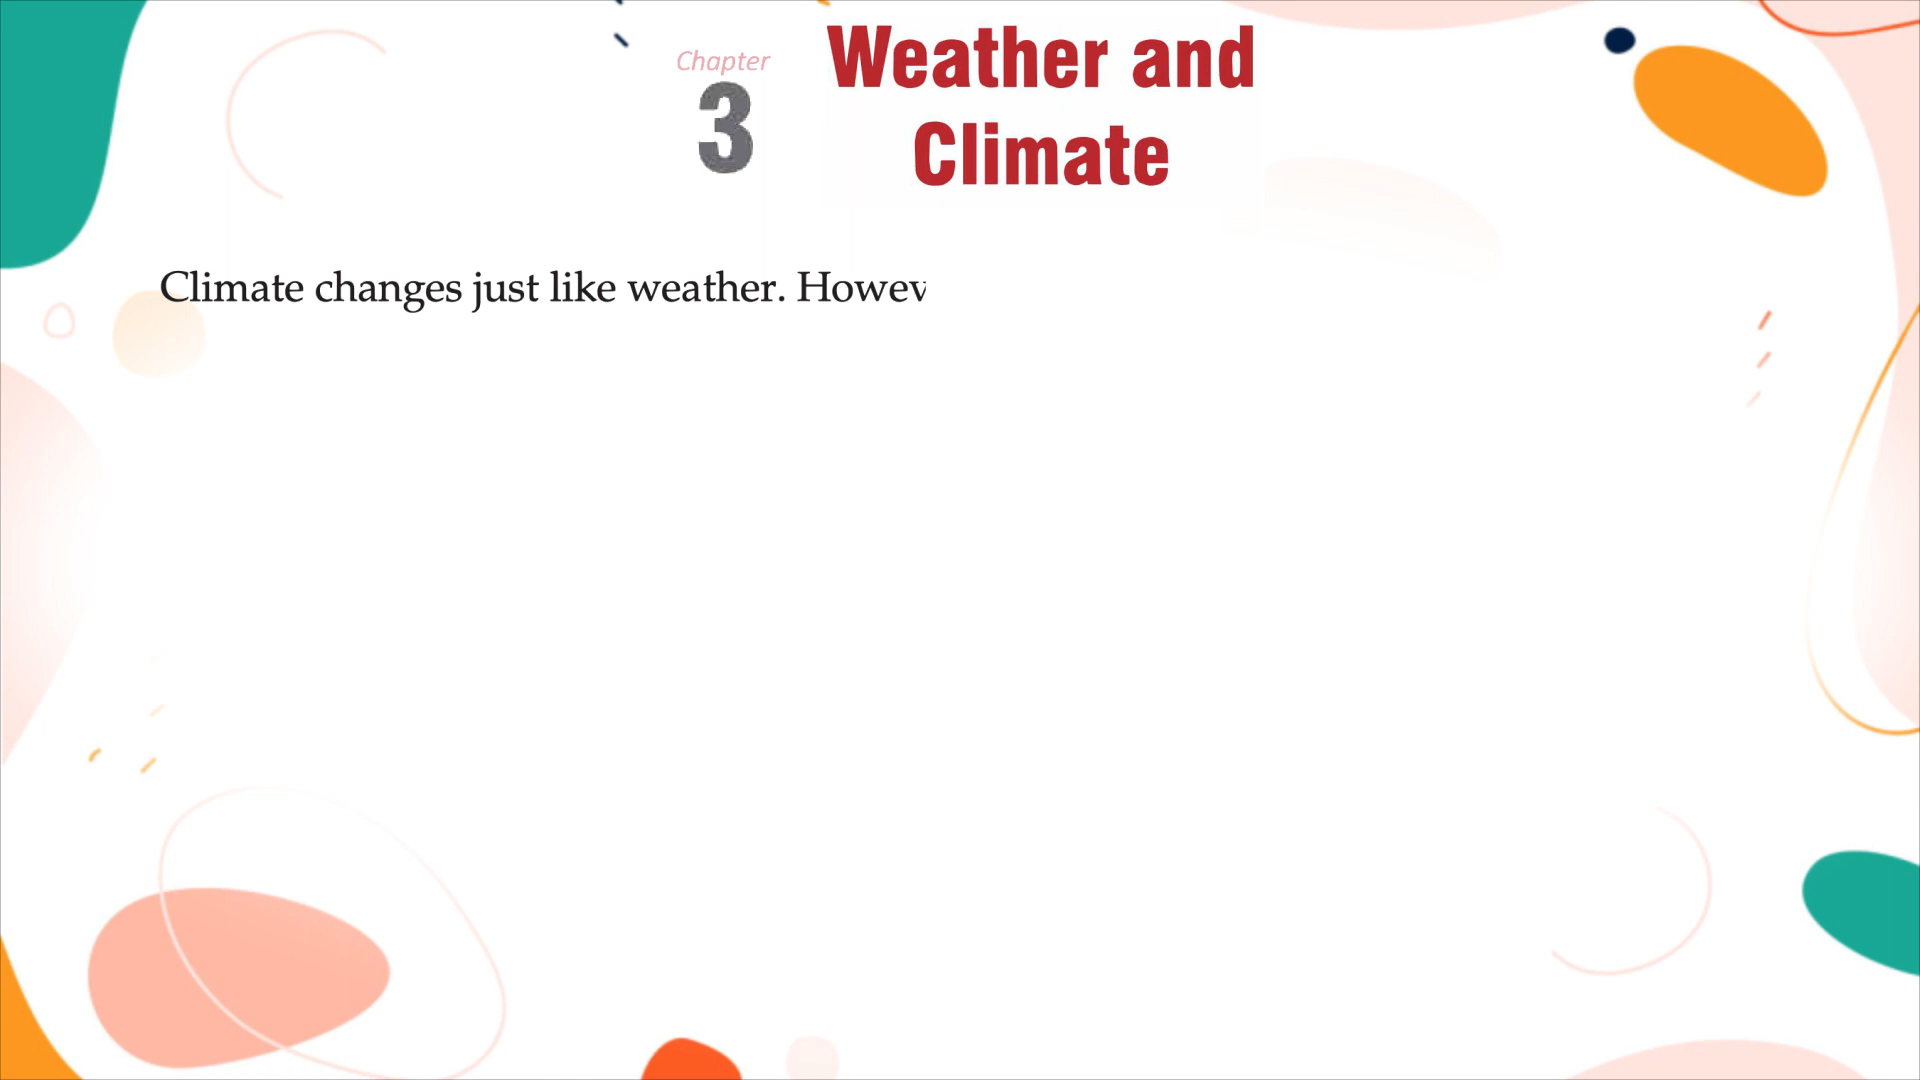 Chapter
3
Weather and
Climate
Climate changes just like weather. Howev